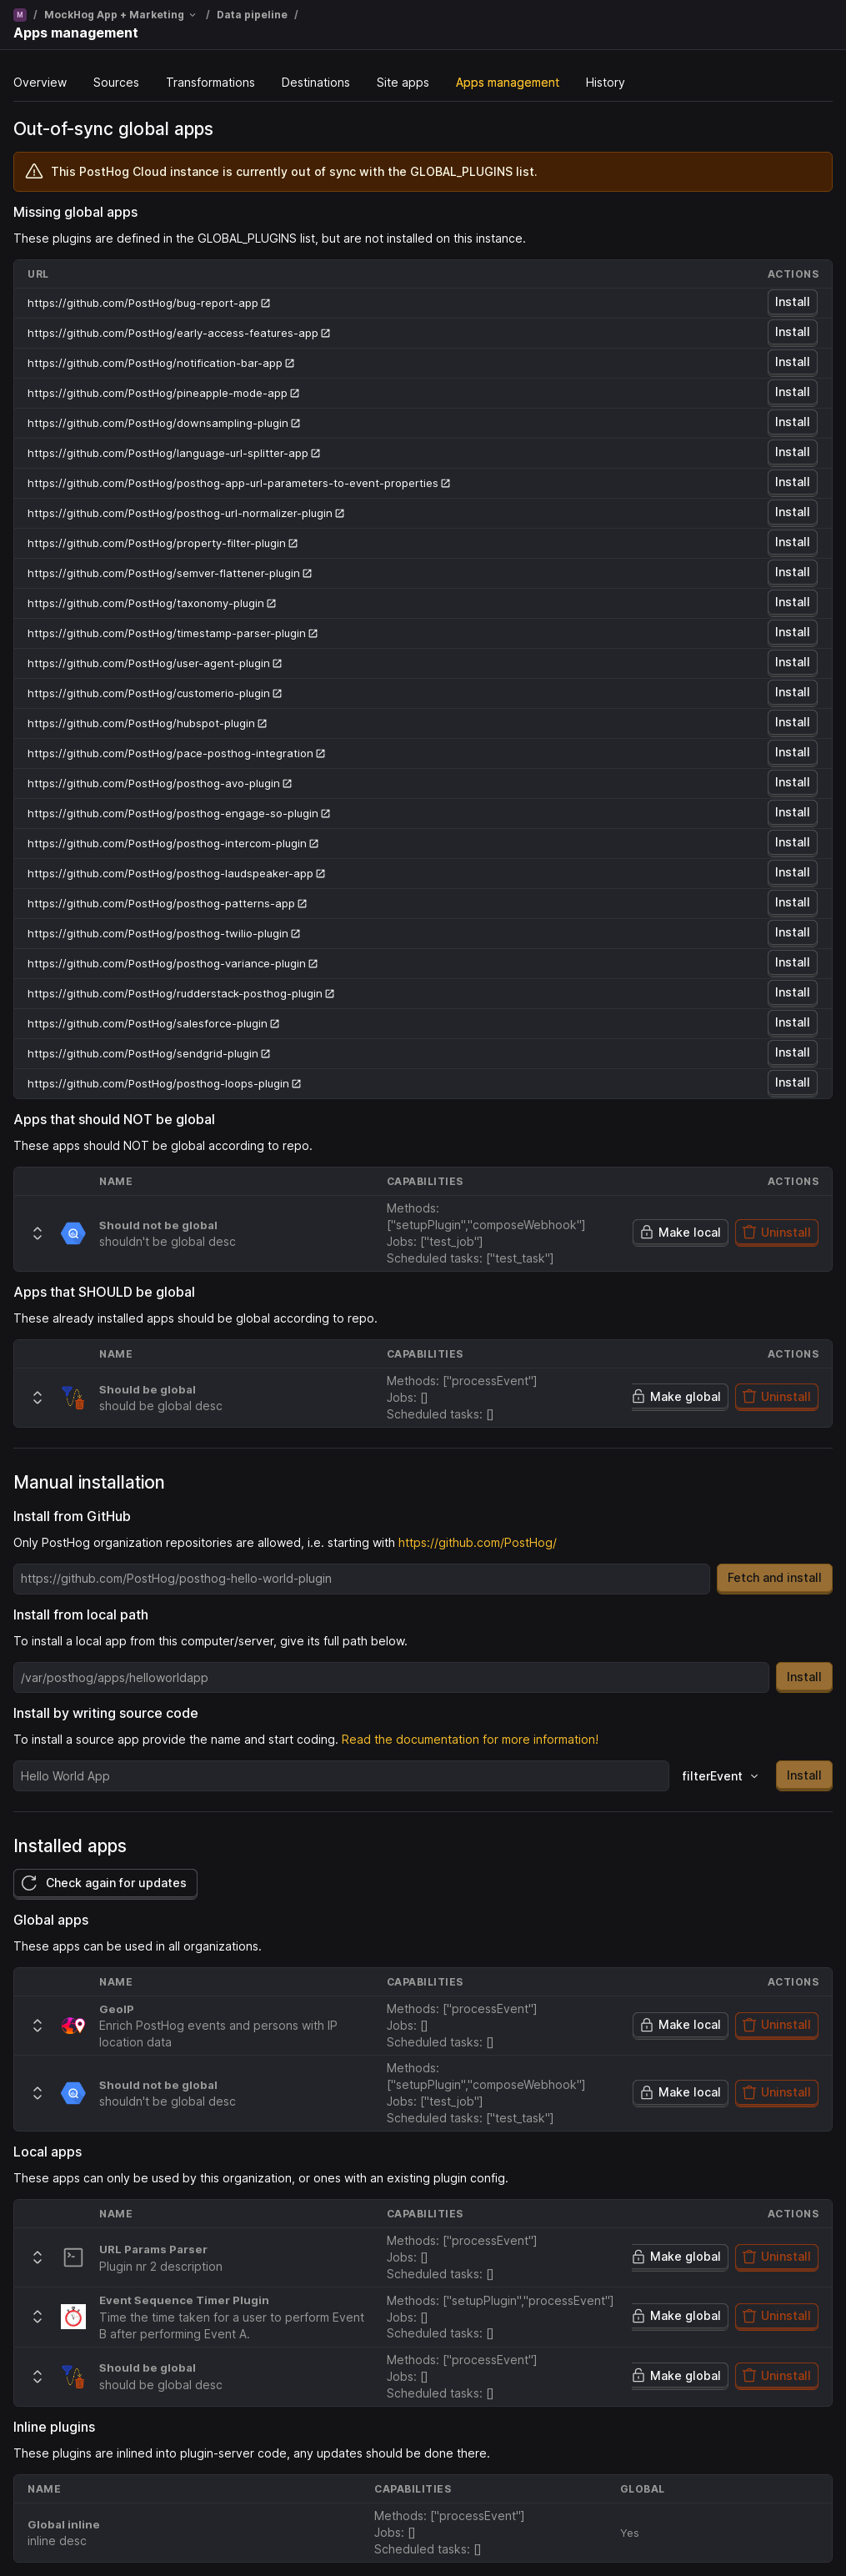 M / MockHog App + Marketing / Data pipeline /
Apps management
Overview Sources Transformations Destinations Site apps Apps management History
Out-of-sync global apps
This PostHog Cloud instance is currently out of sync with the GLOBAL_PLUGINS list.
Missing global apps
These plugins are defined in the GLOBAL_PLUGINS list, but are not installed on this instance.
URL ACTIONS
https://github.com/PostHog/bug-report-app Install
https://github.com/PostHog/early-access-features-app Install
https://github.com/PostHog/notification-bar-app Install
https://github.com/PostHog/pineapple-mode-app Install
https://github.com/PostHog/downsampling-plugin Install
https://github.com/PostHog/language-url-splitter-app Install
https://github.com/PostHog/posthog-app-url-parameters-to-event-properties Install
https://github.com/PostHog/posthog-url-normalizer-plugin Install
https://github.com/PostHog/property-filter-plugin Install
https://github.com/PostHog/semver-flattener-plugin Install
https://github.com/PostHog/taxonomy-plugin Install
https://github.com/PostHog/timestamp-parser-plugin Install
https://github.com/PostHog/user-agent-plugin Install
https://github.com/PostHog/customerio-plugin Install
https://github.com/PostHog/hubspot-plugin Install
https://github.com/PostHog/pace-posthog-integration Install
https://github.com/PostHog/posthog-avo-plugin Install
https://github.com/PostHog/posthog-engage-so-plugin Install
https://github.com/PostHog/posthog-intercom-plugin Install
https://github.com/PostHog/posthog-laudspeaker-app Install
https://github.com/PostHog/posthog-patterns-app Install
https://github.com/PostHog/posthog-twilio-plugin Install
https://github.com/PostHog/posthog-variance-plugin Install
https://github.com/PostHog/rudderstack-posthog-plugin Install
https://github.com/PostHog/salesforce-plugin Install
https://github.com/PostHog/sendgrid-plugin Install
https://github.com/PostHog/posthog-loops-plugin Install
Apps that should NOT be global
These apps should NOT be global according to repo.
NAME CAPABILITIES ACTIONS
Should not be global
shouldn't be global desc
Methods:
["setupPlugin","composeWebhook"]
Jobs: ["test_job"]
Scheduled tasks: ["test_task"]
Make local Uninstall
Apps that SHOULD be global
These already installed apps should be global according to repo.
NAME CAPABILITIES ACTIONS
Should be global
should be global desc
Methods: ["processEvent"]
Jobs: []
Scheduled tasks: []
Make global Uninstall
Manual installation
Install from GitHub
Only PostHog organization repositories are allowed, i.e. starting with https://github.com/PostHog/
https://github.com/PostHog/posthog-hello-world-plugin Fetch and install
Install from local path
To install a local app from this computer/server, give its full path below.
/var/posthog/apps/helloworldapp Install
Install by writing source code
To install a source app provide the name and start coding. Read the documentation for more information!
Hello World App filterEvent Install
Installed apps
Check again for updates
Global apps
These apps can be used in all organizations.
NAME CAPABILITIES ACTIONS
GeoIP
Enrich PostHog events and persons with IP
location data
Methods: ["processEvent"]
Jobs: []
Scheduled tasks: []
Make local Uninstall
Should not be global
shouldn't be global desc
Methods:
["setupPlugin","composeWebhook"]
Jobs: ["test_job"]
Scheduled tasks: ["test_task"]
Make local Uninstall
Local apps
These apps can only be used by this organization, or ones with an existing plugin config.
NAME CAPABILITIES ACTIONS
URL Params Parser
Plugin nr 2 description
Methods: ["processEvent"]
Jobs: []
Scheduled tasks: []
Make global Uninstall
Event Sequence Timer Plugin
Time the time taken for a user to perform Event
B after performing Event A.
Methods: ["setupPlugin","processEvent"]
Jobs: []
Scheduled tasks: []
Make global Uninstall
Should be global
should be global desc
Methods: ["processEvent"]
Jobs: []
Scheduled tasks: []
Make global Uninstall
Inline plugins
These plugins are inlined into plugin-server code, any updates should be done there.
NAME CAPABILITIES GLOBAL
Global inline
inline desc
Methods: ["processEvent"]
Jobs: []
Scheduled tasks: []
Yes